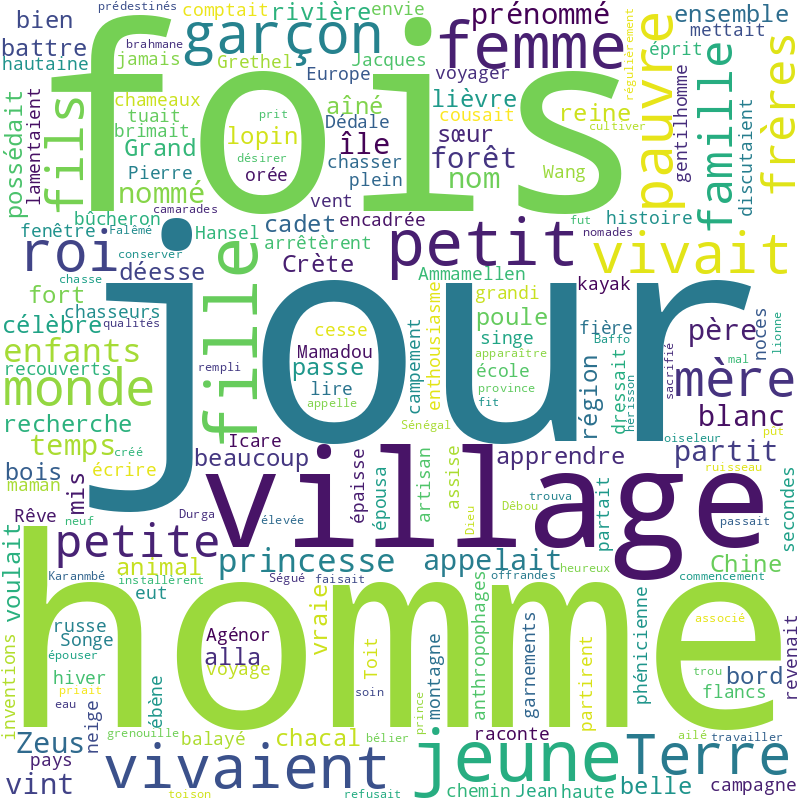 prédestinés
comptait
rivière
envie
prénommé
ensemble
bien
battre
hautaine
brahmane
jamais
garçon
Grethel
Jacques
femme
mettait
éprit
régulièrement
pauvre
gentilhomme
famille
frères
fois
Europe
voyager
possédait
lamentaient
fils
chameaux
tuait
brimait
Grand
Pierre
nommé
aîné
Dédale
lopin
prit
île
chasser
désirer
orée
plein
lièvre
cousait
reine
sœur
forêt
nom
Wang
cultiver
discutaient
bûcheron
camarades
vent
cadet
encadrée
fut
histoire
fenêtre
Falêmé
Hansel
arrêtèrent
nomades
roi
conserver
déesse
fille
Crète
petit
Ammamellen
vivait
chasse
fort
chasseurs
célèbre
qualités
enfants
recouverts
monde
recherche
temps
créé
jour
cesse
Mamadou
passe
lire
rempli
appelle
campement
enthousiasme
grandi
poule
singe
apparaître
école
province
fit
Sénégal
kayak
fière
Baffo
région
dressait
hérisson
père
sacrifié
noces
mal
lionne
mère
blanc
oiseleur
pût
partit
ruisseau
bois
maman
écrire
mis
Icare
beaucoup
épaisse
épousa
artisan
assise
apprendre
trouva
Dieu
Dêbou
partait
passait
secondes
Rêve
neuf
Durga
élevée
village
petite
voulait
Karanmbé
animal
installèrent
eut
princesse
Ségué
faisait
appelait
offrandes
heureux
Chine
commencement
homme
inventions
russe
Songe
épouser
hiver
priait
eau
neige
ébène
grenouille
Agénor
alla
voyage
vraie
Toit
soin
prince
montagne
anthropophages
garnements
partirent
phénicienne
associé
trou
bord
flancs
revenait
Zeus
pays
vint
balayé
chacal
vivaient
toison
refusait
bélier
raconte
jeune
chemin
Jean
haute
Terre
ailé
travailler
belle
campagne